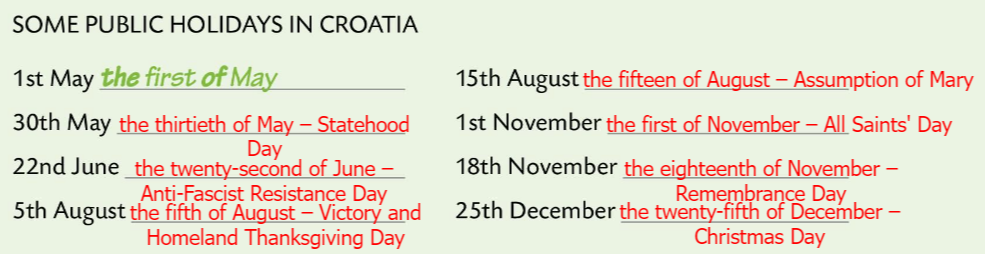 SOME PUBLIC HOLIDAYS IN CROATIA
1st May the first of May
30th May the thirtieth of May – Statehood
Day
22nd June the twenty-second of June –
Anti-Fascist Resistance Day
5th August the fifth of August – Victory and
Homeland Thanksgiving Day
15th August the fifteen of August – Assumption of Mary
1st November the first of November – All Saints' Day
18th November the eighteenth of November –
Remembrance Day
25th December the twenty-fifth of December –
Christmas Day